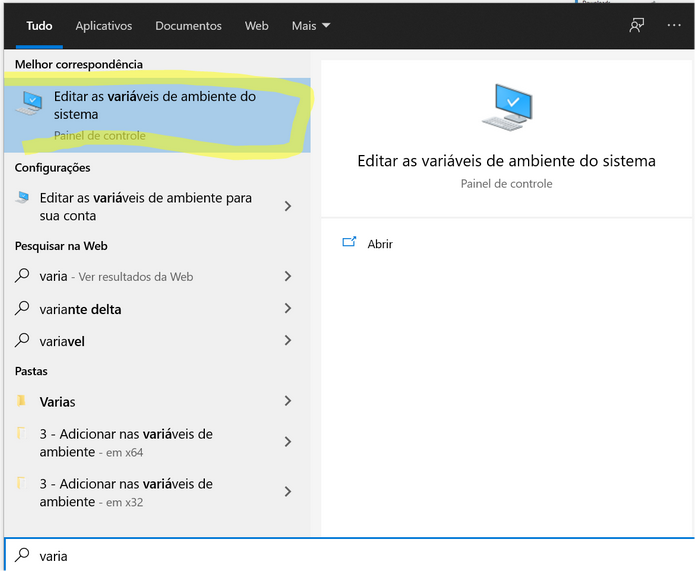 Tudo Aplicativos Documentos Web Mais
Melhor correspondência
Editar as variáveis de ambiente do
sistema
Painel de controle
Configurações
Editar as variáveis de ambiente para
sua conta
Pesquisar na Web
varia - Ver resultados da Web
variante delta
variavel
Pastas
Varias
3 - Adicionar nas variáveis de
ambiente - em x64
3 - Adicionar nas variáveis de
ambiente - em x32
Editar as variáveis de ambiente do sistema
Painel de controle
Abrir
varia